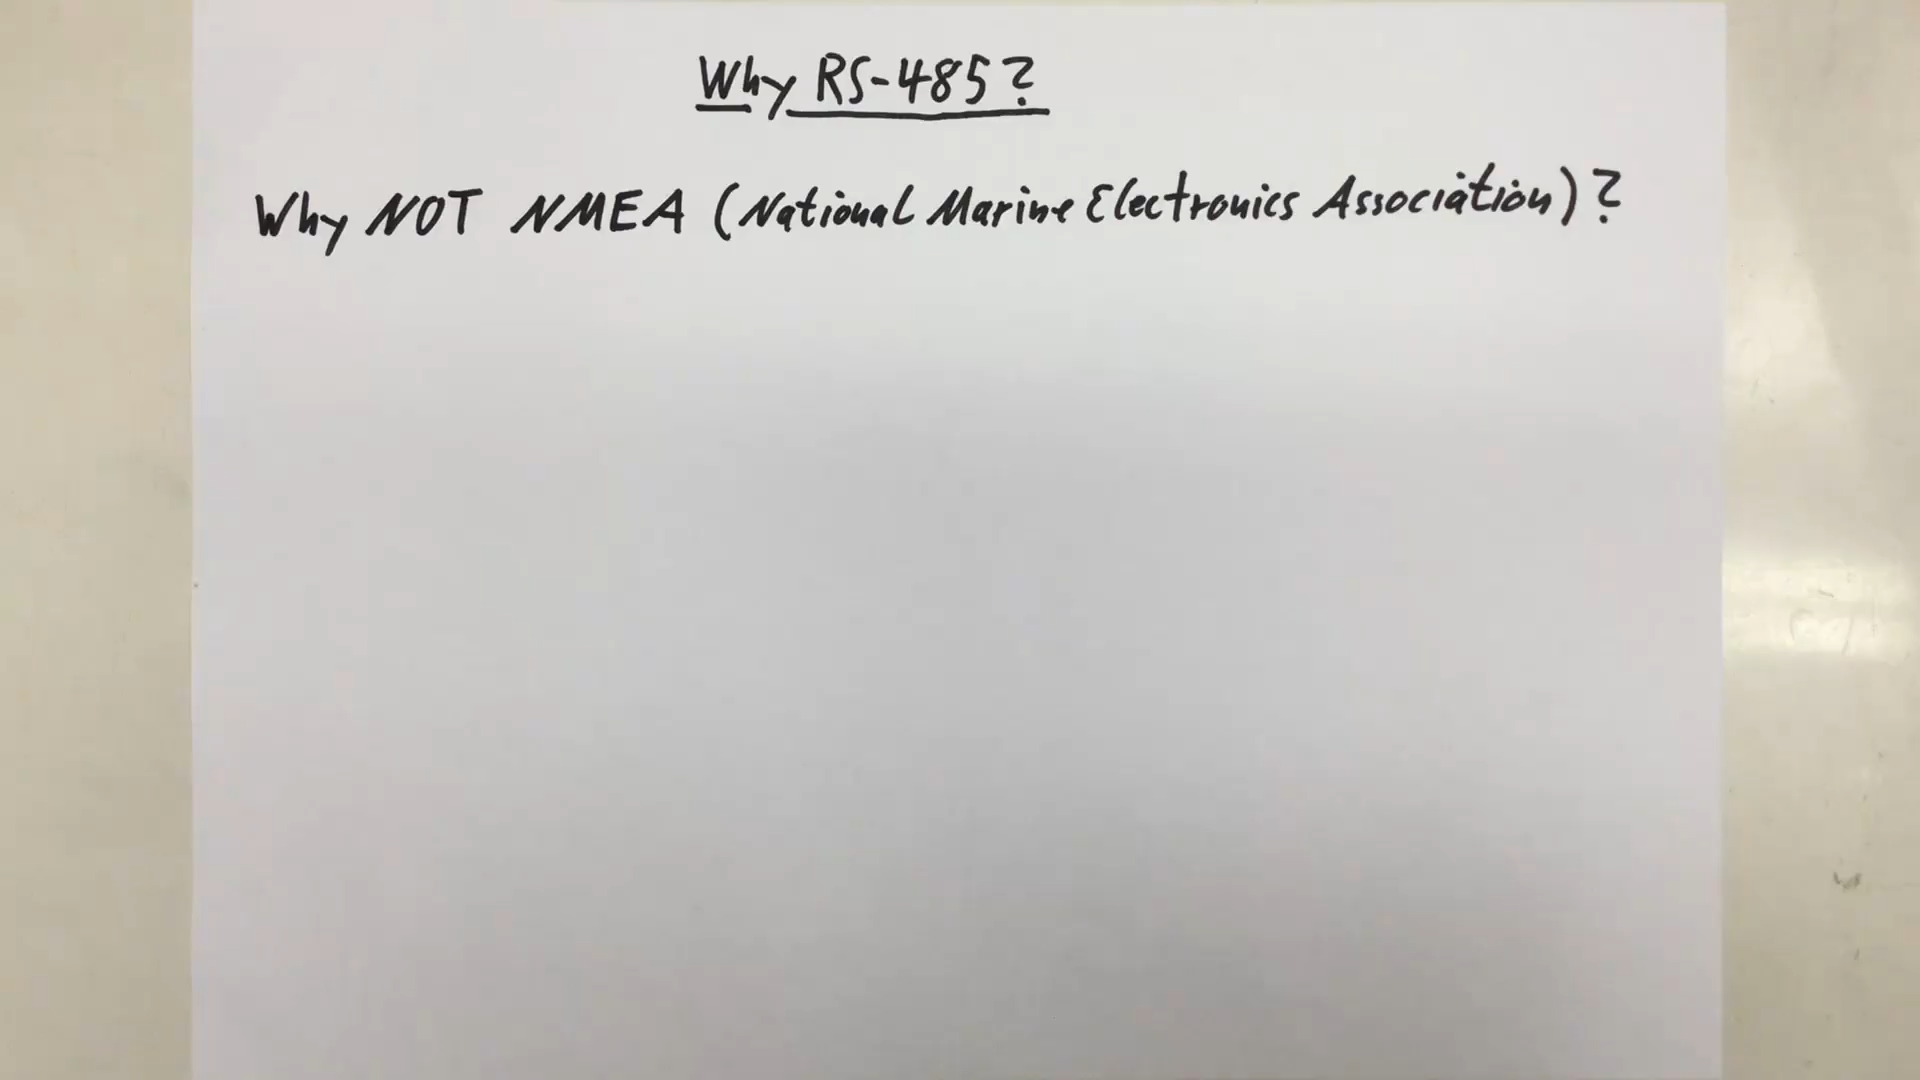 Why RS-485?
Why NOT NMEA (National Marine Electronics Association)?